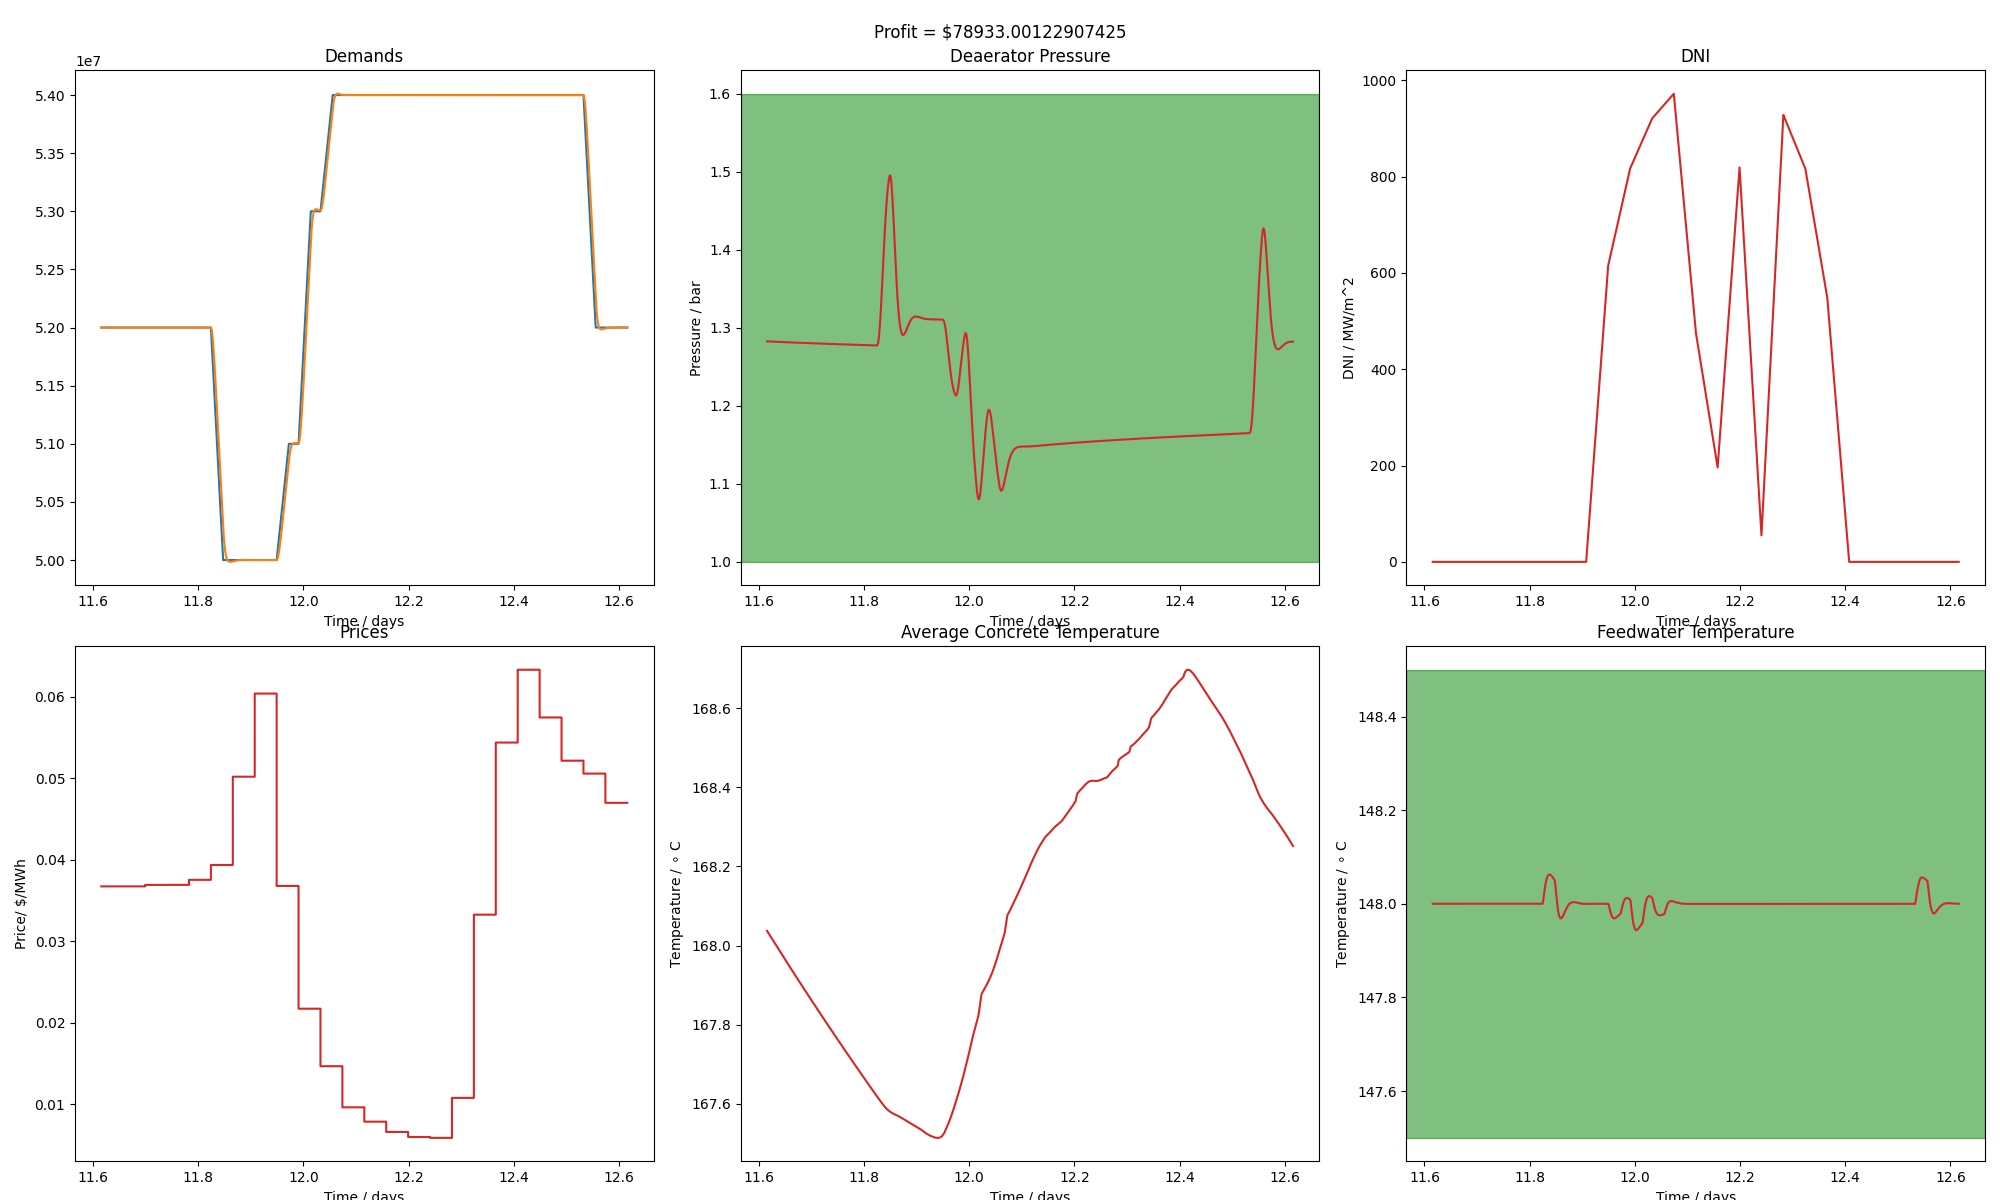 Profit = $78933.00122907425
Demands
1e7
5.40
5.35
5.30
5.25
5.20
5.15
5.10
5.05
5.00
11.6 11.8 12.0 12.2 12.4 12.6
Time / days
Deaerator Pressure
Pressure / bar
1.6
1.5
1.4
1.3
1.2
1.1
1.0
11.6 11.8 12.0 12.2 12.4 12.6
Time / days
DNI
DNI / MW/m^2
1000
800
600
400
200
0
11.6 11.8 12.0 12.2 12.4 12.6
Time / days
Prices
Price/ $/MWh
0.06
0.05
0.04
0.03
0.02
0.01
11.6 11.8 12.0 12.2 12.4 12.6
Time / days
Average Concrete Temperature
Temperature / ∘ C
168.6
168.4
168.2
168.0
167.8
167.6
11.6 11.8 12.0 12.2 12.4 12.6
Time / days
Feedwater Temperature
Temperature / ∘ C
148.4
148.2
148.0
147.8
147.6
11.6 11.8 12.0 12.2 12.4 12.6
Time / days